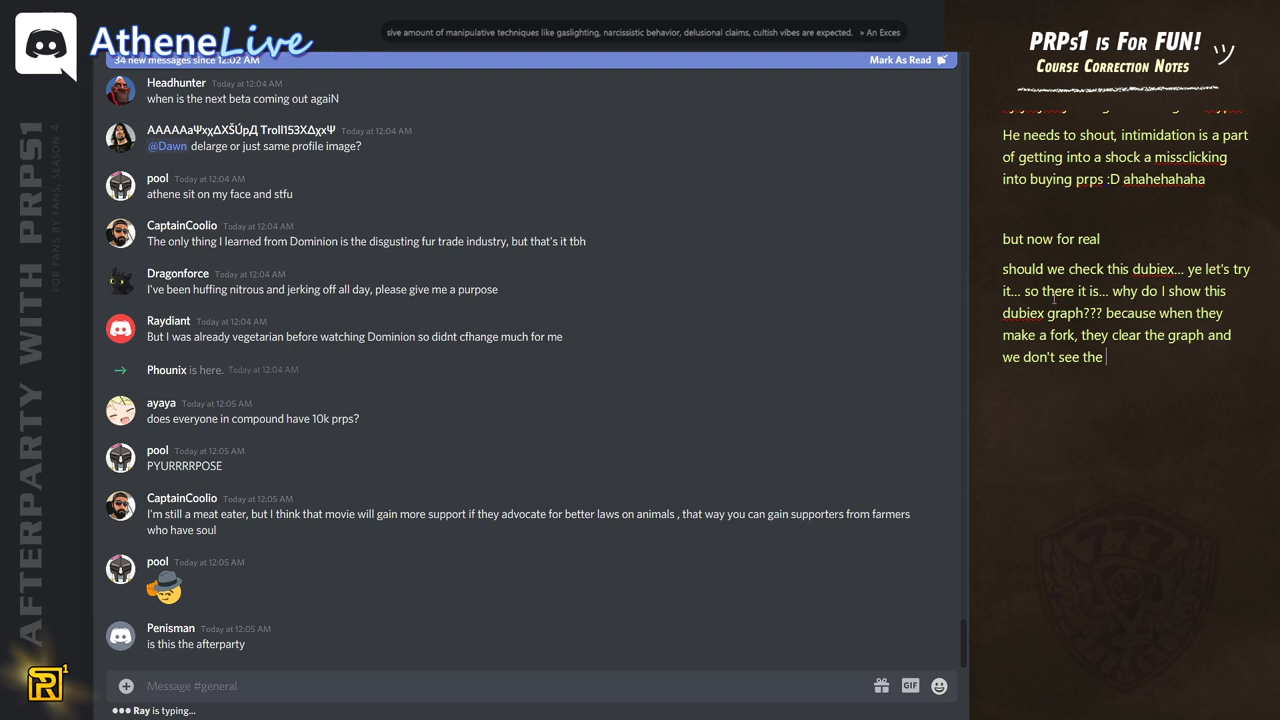 AtheneLive
sive amount of manipulative techniques like gaslighting, narcissistic behavior, delusional claims, cultish vibes are expected. » An Exces
34 new messages since 12:02 AM
Mark As Read
Headhunter Today at 12:04 AM
when is the next beta coming out agaiN
AAAAAaΨχχΔXŠÚpД Troll153XΔχxΨ Today at 12:04 AM
@Dawn delarge or just same profile image?
pool Today at 12:04 AM
athene sit on my face and stfu
CaptainCoolio Today at 12:04 AM
The only thing I learned from Dominion is the disgusting fur trade industry, but that's it tbh
Dragonforce Today at 12:04 AM
I've been huffing nitrous and jerking off all day, please give me a purpose
Raydiant Today at 12:04 AM
But I was already vegetarian before watching Dominion so didnt cfhange much for me
Phounix is here. Today at 12:04 AM
ayaya Today at 12:05 AM
does everyone in compound have 10k prps?
pool Today at 12:05 AM
PYURRRRPOSE
CaptainCoolio Today at 12:05 AM
I'm still a meat eater, but I think that movie will gain more support if they advocate for better laws on animals , that way you can gain supporters from farmers
who have soul
pool Today at 12:05 AM
Penisman Today at 12:05 AM
is this the afterparty
Message #general
GIF
Ray is typing...
AFTERPARTY WITH PRPS1
FOR FANS BY FANS, SEASON 4
R1
PRPs1 is For FUN!
Course Correction Notes
ツ
He needs to shout, intimidation is a part
of getting into a shock a missclicking
into buying prps :D ahahehahaha
but now for real
should we check this dubiex... ye let's try
it... so there it is... why do I show this
dubiex graph??? because when they
make a fork, they clear the graph and
we don't see the
777